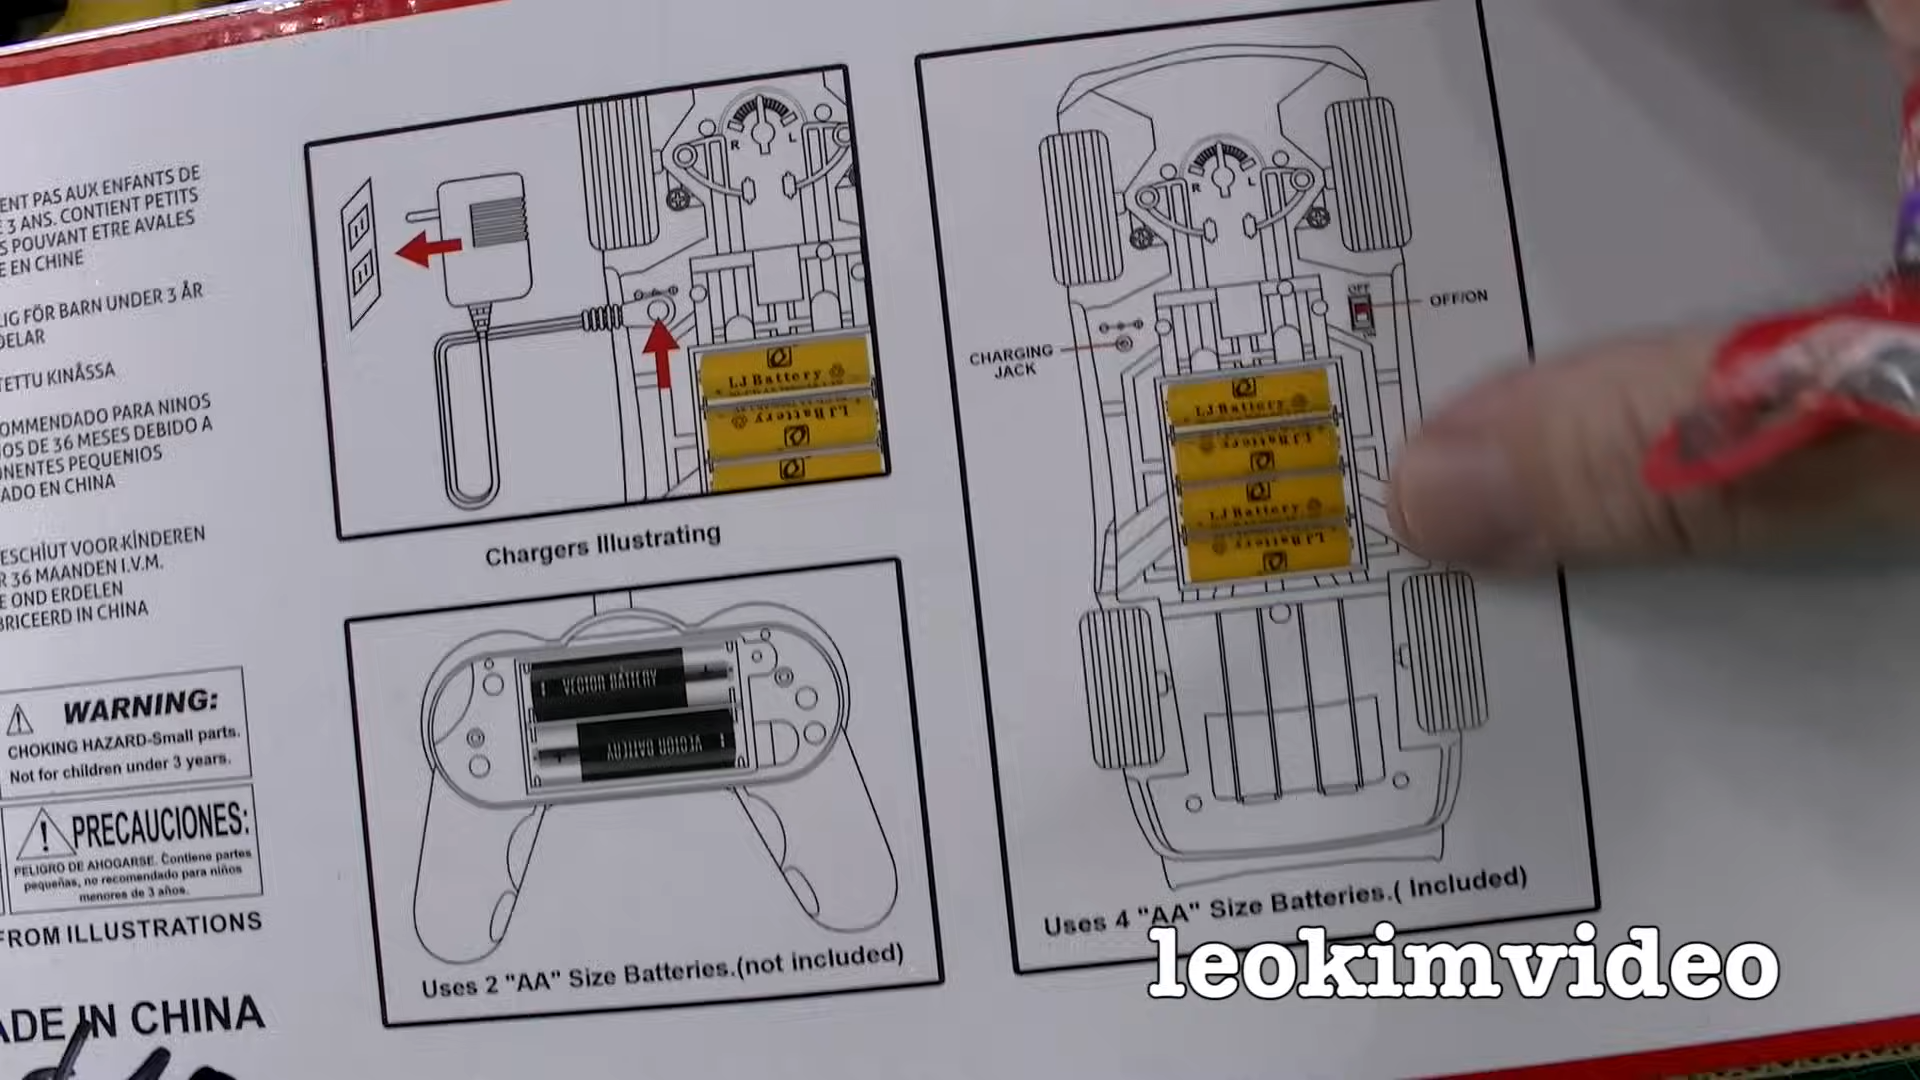 ENT PAS AUX ENFANTS DE
3 ANS. CONTIENT PETITS
S POUVANT ETRE AVALES
E EN CHINE
LIG FÖR BARN UNDER 3 ÅR
DELAR
TETTU KINÅSSA
OMMENDADO PARA NINOS
OS DE 36 MESES DEBIDO A
ONENTES PEQUENIOS
ADO EN CHINA
ESCHİUT VOOR KİNDEREN
R 36 MAANDEN I.V.M.
E OND ERDELEN
BRICEERD IN CHINA
WARNING:
CHOKING HAZARD-Small parts.
Not for children under 3 years.
PRECAUCIONES:
PELIGRO DE AHOGARSE. Contiene partes
pequeñas, no recomendado para niños
menores de 3 años.
FROM ILLUSTRATIONS
ADE IN CHINA
R L
LJ Battery
LJ Battery
Chargers Illustrating
VECTOR BATTERY
VECTOR BATTERY
Uses 2 "AA" Size Batteries.(not included)
R L
OFF
OFF/ON
CHARGING
JACK
LJ Battery
LJ Battery
LJ Battery
LJ Battery
Uses 4 "AA" Size Batteries.( Included)
leokimvideo